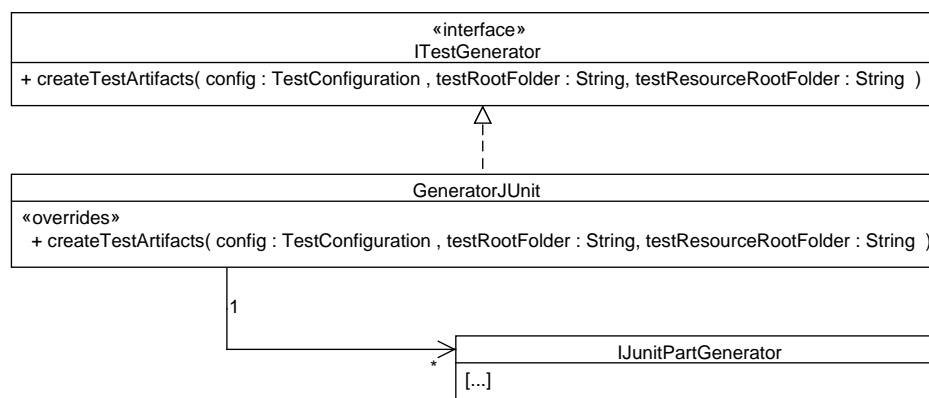 «interface»
ITestGenerator
+ createTestArtifacts( config : TestConfiguration , testRootFolder : String, testResourceRootFolder : String )
GeneratorJUnit
«overrides»
+ createTestArtifacts( config : TestConfiguration , testRootFolder : String, testResourceRootFolder : String )
1
*
IJunitPartGenerator
[...]